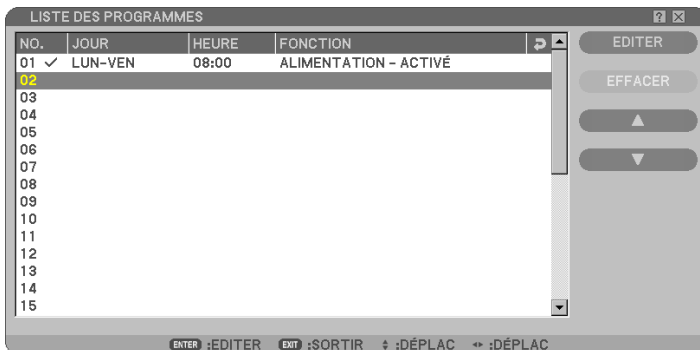 LISTE DES PROGRAMMES
NO. JOUR HEURE FONCTION
01 ✓ LUN-VEN 08:00 ALIMENTATION - ACTIVÉ
02
03
04
05
06
07
08
09
10
11
12
13
14
15
EDITER
EFFACER
ENTER :EDITER EXIT :SORTIR :DÉPLAC :DÉPLAC